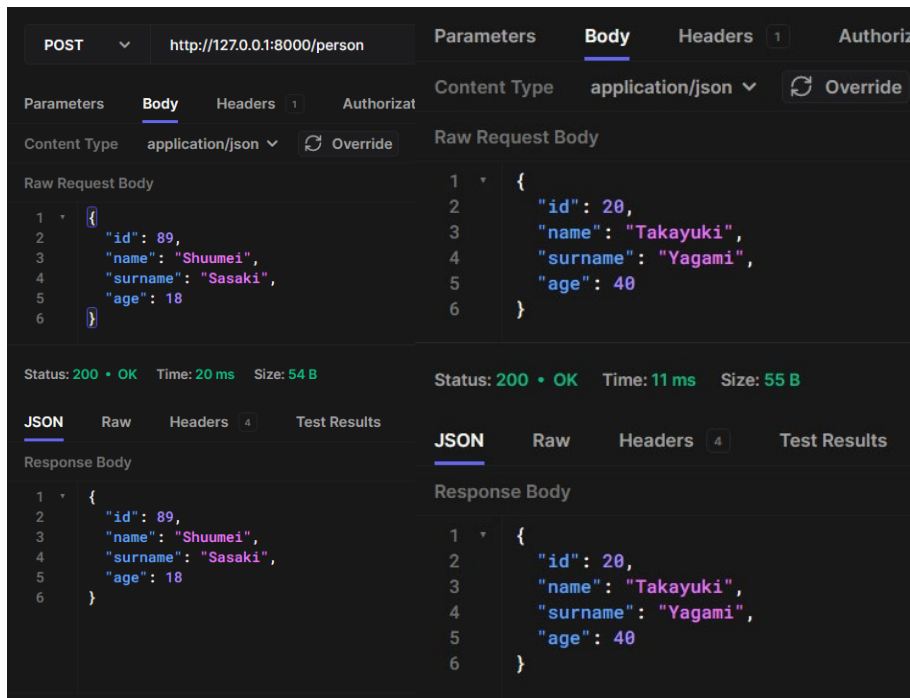 POST http://127.0.0.1:8000/person
Parameters Body Headers 1 Authorizat
Content Type application/json Override
Raw Request Body
1 {
2 "id": 89,
3 "name": "Shuumei",
4 "surname": "Sasaki",
5 "age": 18
6 }
Status: 200 • OK Time: 20 ms Size: 54 B
JSON Raw Headers 4 Test Results
Response Body
1 {
2 "id": 89,
3 "name": "Shuumei",
4 "surname": "Sasaki",
5 "age": 18
6 }
Parameters Body Headers 1 Authoriz
Content Type application/json Override
Raw Request Body
1 {
2 "id": 20,
3 "name": "Takayuki",
4 "surname": "Yagami",
5 "age": 40
6 }
Status: 200 • OK Time: 11 ms Size: 55 B
JSON Raw Headers 4 Test Results
Response Body
1 {
2 "id": 20,
3 "name": "Takayuki",
4 "surname": "Yagami",
5 "age": 40
6 }